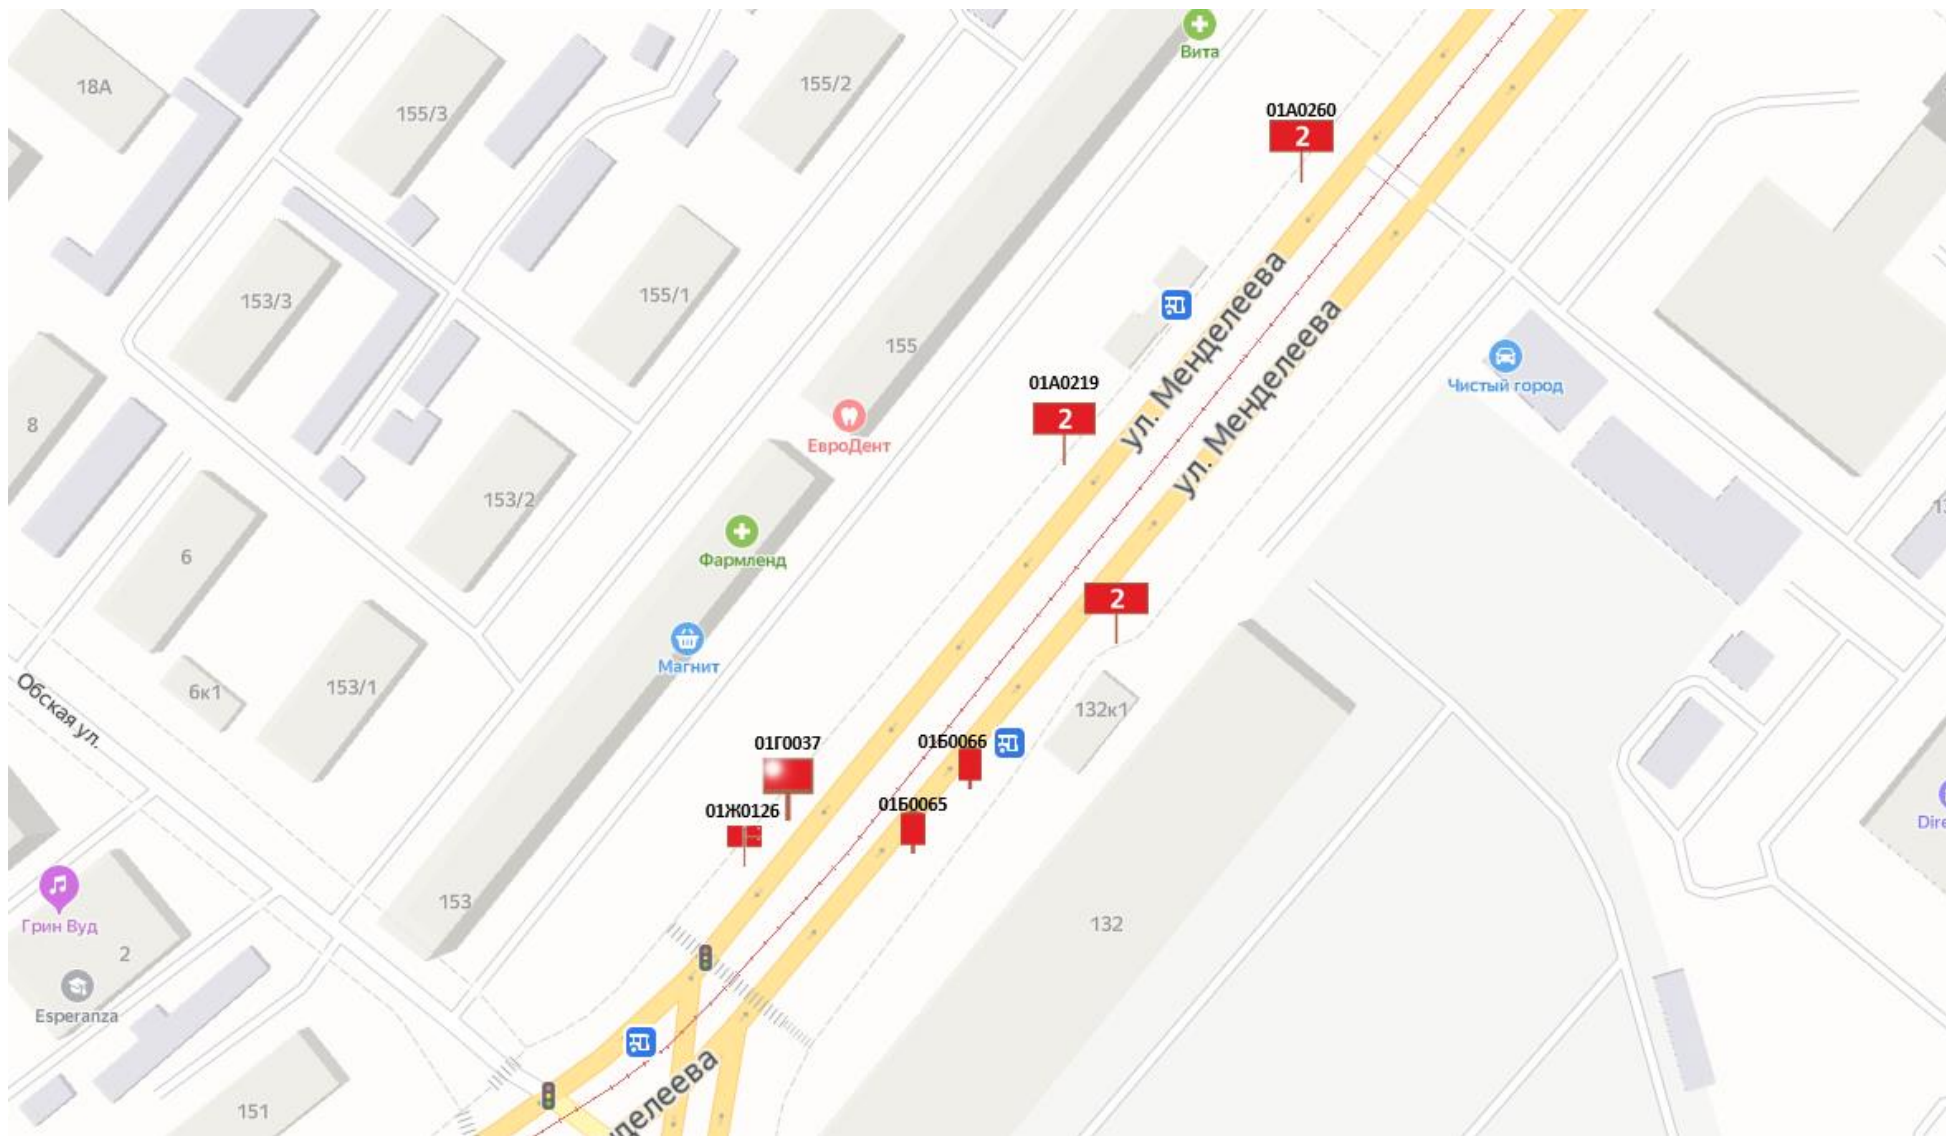 Вита
18А
155/3
155/2
01А0260
2
153/3
155/1
155
ул. Менделеева
ул. Менделеева
Чистый город
01А0219
2
8
ЕвроДент
153/2
6
Фармленд
2
Магнит
Обская ул.
6к1
153/1
132к1
01Г0037
01Б0066
01Ж0126
01Б0065
Грин Вуд
2
153
132
Esperanza
151